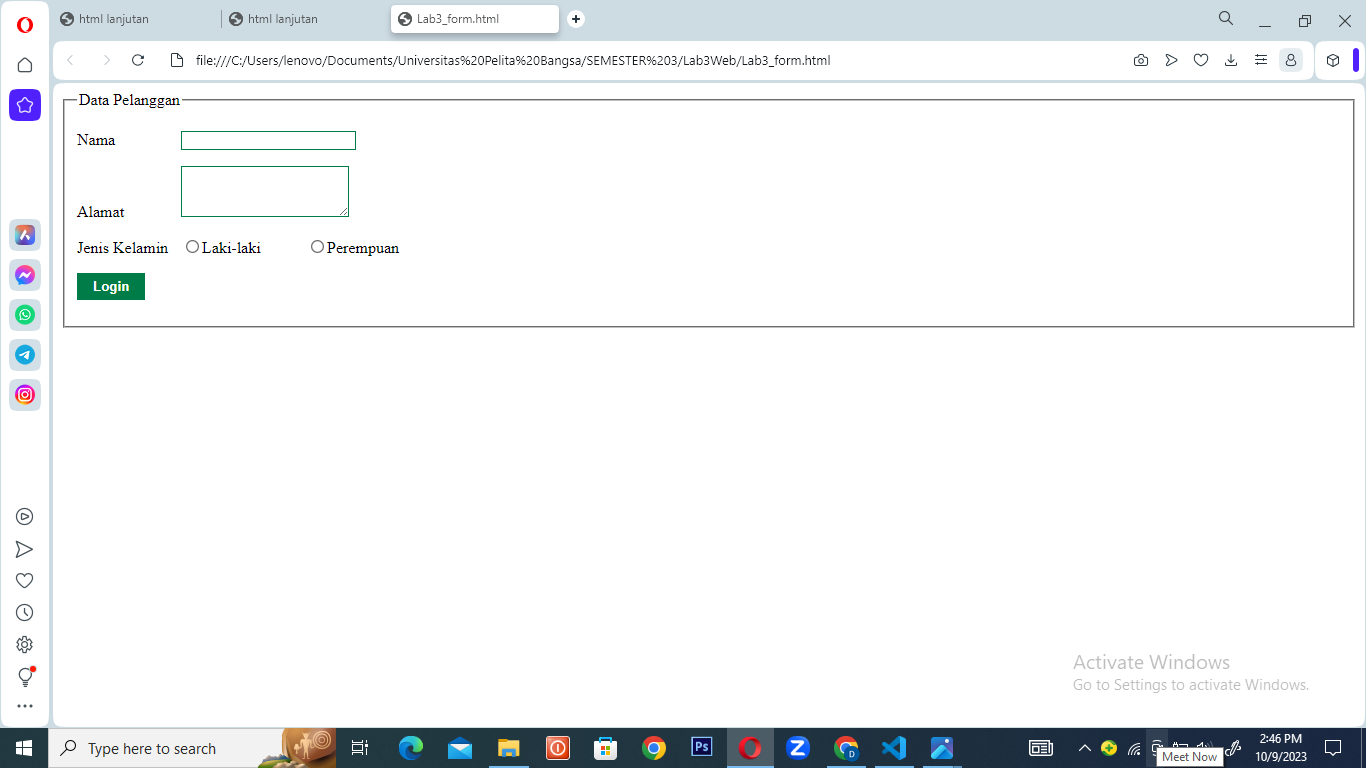 html lanjutan
html lanjutan
Lab3_form.html
file:///C:/Users/lenovo/Documents/Universitas%20Pelita%20Bangsa/SEMESTER%203/Lab3Web/Lab3_form.html
Data Pelanggan
Nama
Alamat
Jenis Kelamin Laki-laki Perempuan
Login
Activate Windows
Go to Settings to activate Windows.
Type here to search
Ps
D
2:46 PM
10/9/2023
Meet Now